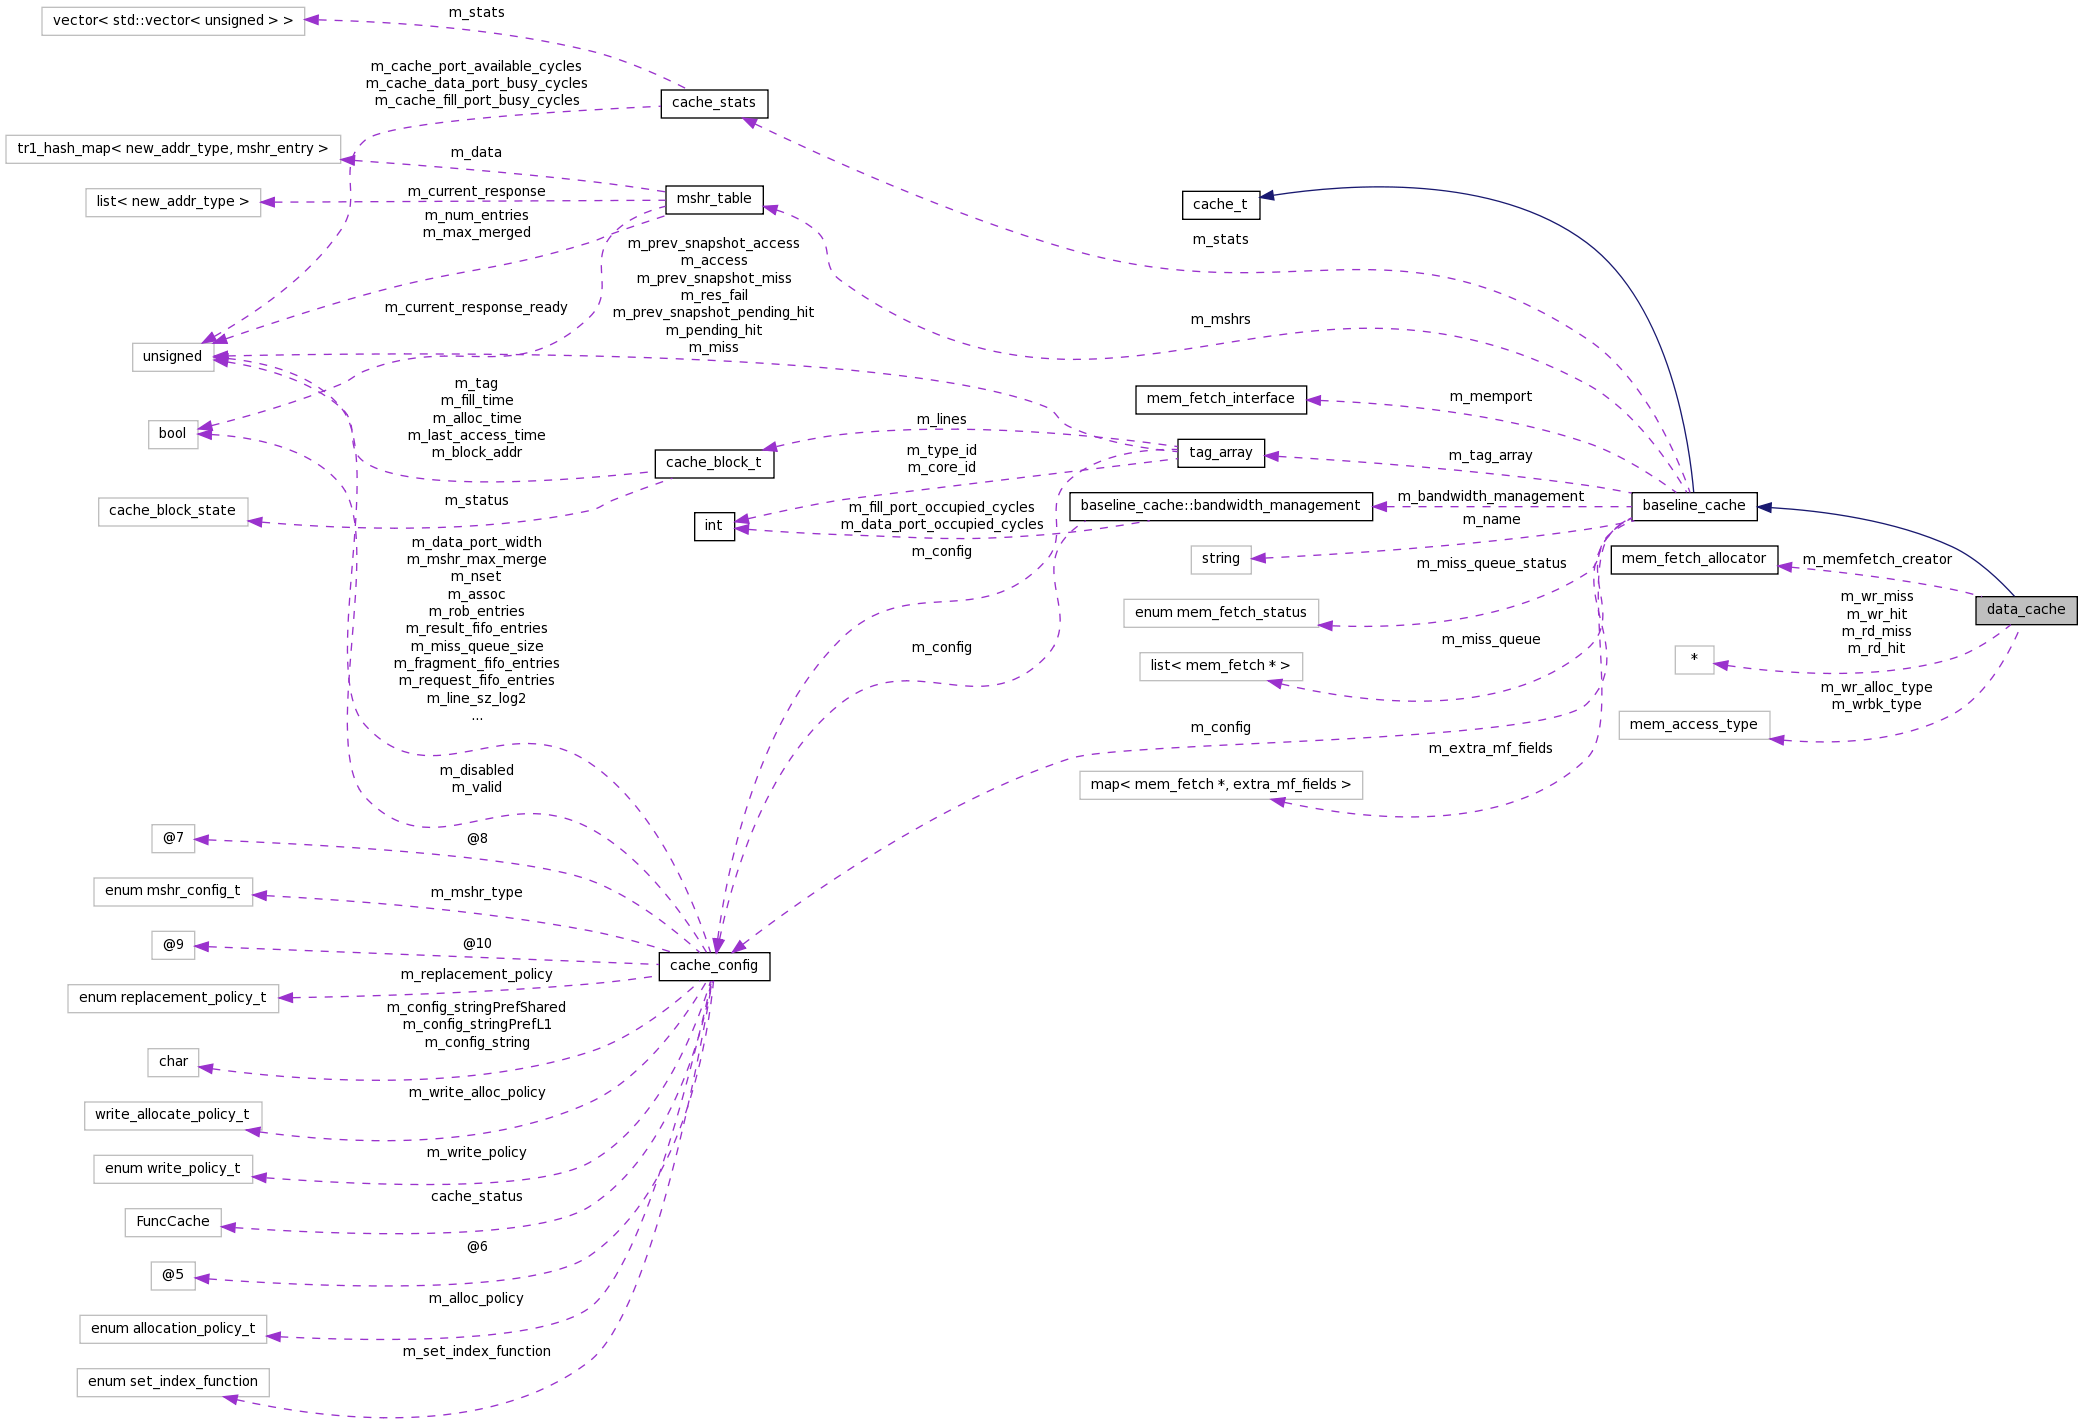 vector< std::vector< unsigned > >
m_stats
m_cache_port_available_cycles
m_cache_data_port_busy_cycles
m_cache_fill_port_busy_cycles
cache_stats
tr1_hash_map< new_addr_type, mshr_entry >
m_data
list< new_addr_type >
m_current_response
mshr_table
m_num_entries
m_max_merged
cache_t
m_stats
m_prev_snapshot_access
m_access
m_prev_snapshot_miss
m_res_fail
m_prev_snapshot_pending_hit
m_pending_hit
m_miss
m_current_response_ready
m_mshrs
unsigned
bool
m_tag
m_fill_time
m_alloc_time
m_last_access_time
m_block_addr
m_lines
mem_fetch_interface
m_memport
cache_block_t
m_type_id
m_core_id
tag_array
m_tag_array
cache_block_state
m_status
int
m_fill_port_occupied_cycles
m_data_port_occupied_cycles
baseline_cache::bandwidth_management
m_bandwidth_management
baseline_cache
m_name
m_config
string
mem_fetch_allocator
m_memfetch_creator
m_miss_queue_status
m_data_port_width
m_mshr_max_merge
m_nset
m_assoc
m_rob_entries
m_result_fifo_entries
m_miss_queue_size
m_fragment_fifo_entries
m_request_fifo_entries
m_line_sz_log2
...
enum mem_fetch_status
data_cache
m_wr_miss
m_wr_hit
m_rd_miss
m_rd_hit
m_config
m_miss_queue
list< mem_fetch * >
*
m_wr_alloc_type
m_wrbk_type
mem_access_type
m_config
m_extra_mf_fields
map< mem_fetch *, extra_mf_fields >
m_disabled
m_valid
@7
@8
enum mshr_config_t
m_mshr_type
@9
@10
cache_config
enum replacement_policy_t
m_replacement_policy
m_config_stringPrefShared
m_config_stringPrefL1
m_config_string
char
m_write_alloc_policy
write_allocate_policy_t
m_write_policy
enum write_policy_t
cache_status
FuncCache
@6
@5
m_alloc_policy
enum allocation_policy_t
m_set_index_function
enum set_index_function